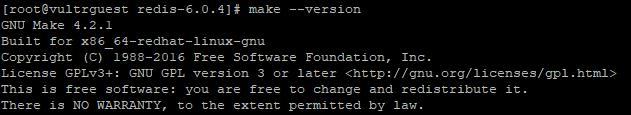 [root@vultrguest redis-6.0.4]# make --version
GNU Make 4.2.1
Built for x86_64-redhat-linux-gnu
Copyright (C) 1988-2016 Free Software Foundation, Inc.
License GPLv3+: GNU GPL version 3 or later <http://gnu.org/licenses/gpl.html>
This is free software: you are free to change and redistribute it.
There is NO WARRANTY, to the extent permitted by law.